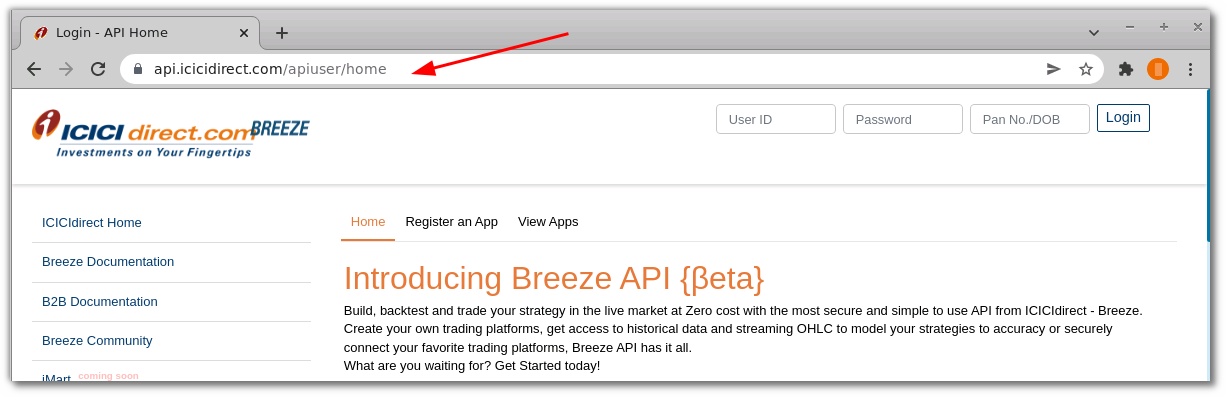 Login - API Home
api.icicidirect.com/apiuser/home
ICICI direct.com BREEZE
Investments on Your Fingertips
User ID Password Pan No./DOB Login
ICICIdirect Home
Breeze Documentation
B2B Documentation
Breeze Community
iMart coming soon
Home Register an App View Apps
Introducing Breeze API {βeta}
Build, backtest and trade your strategy in the live market at Zero cost with the most secure and simple to use API from ICICIdirect - Breeze.
Create your own trading platforms, get access to historical data and streaming OHLC to model your strategies to accuracy or securely
connect your favorite trading platforms, Breeze API has it all.
What are you waiting for? Get Started today!